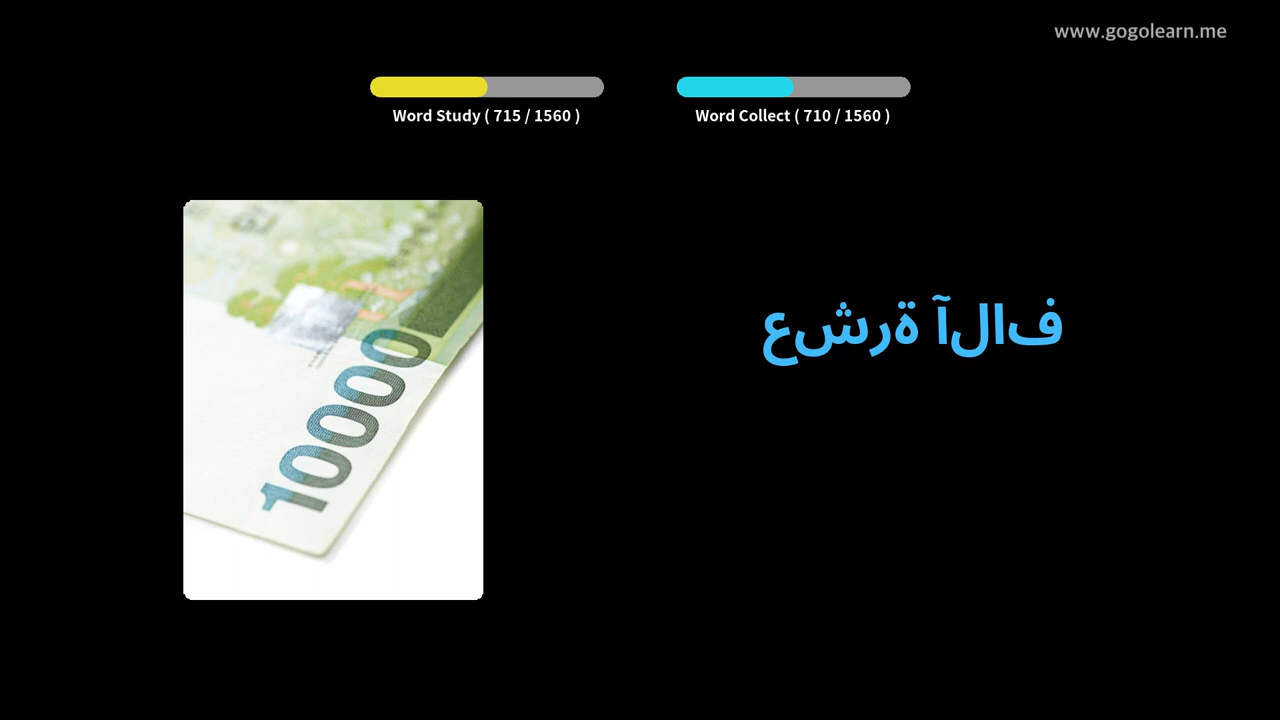 www.gogolearn.me
Word Study ( 715 / 1560 )
Word Collect ( 710 / 1560 )
عشرة آلاف
10000